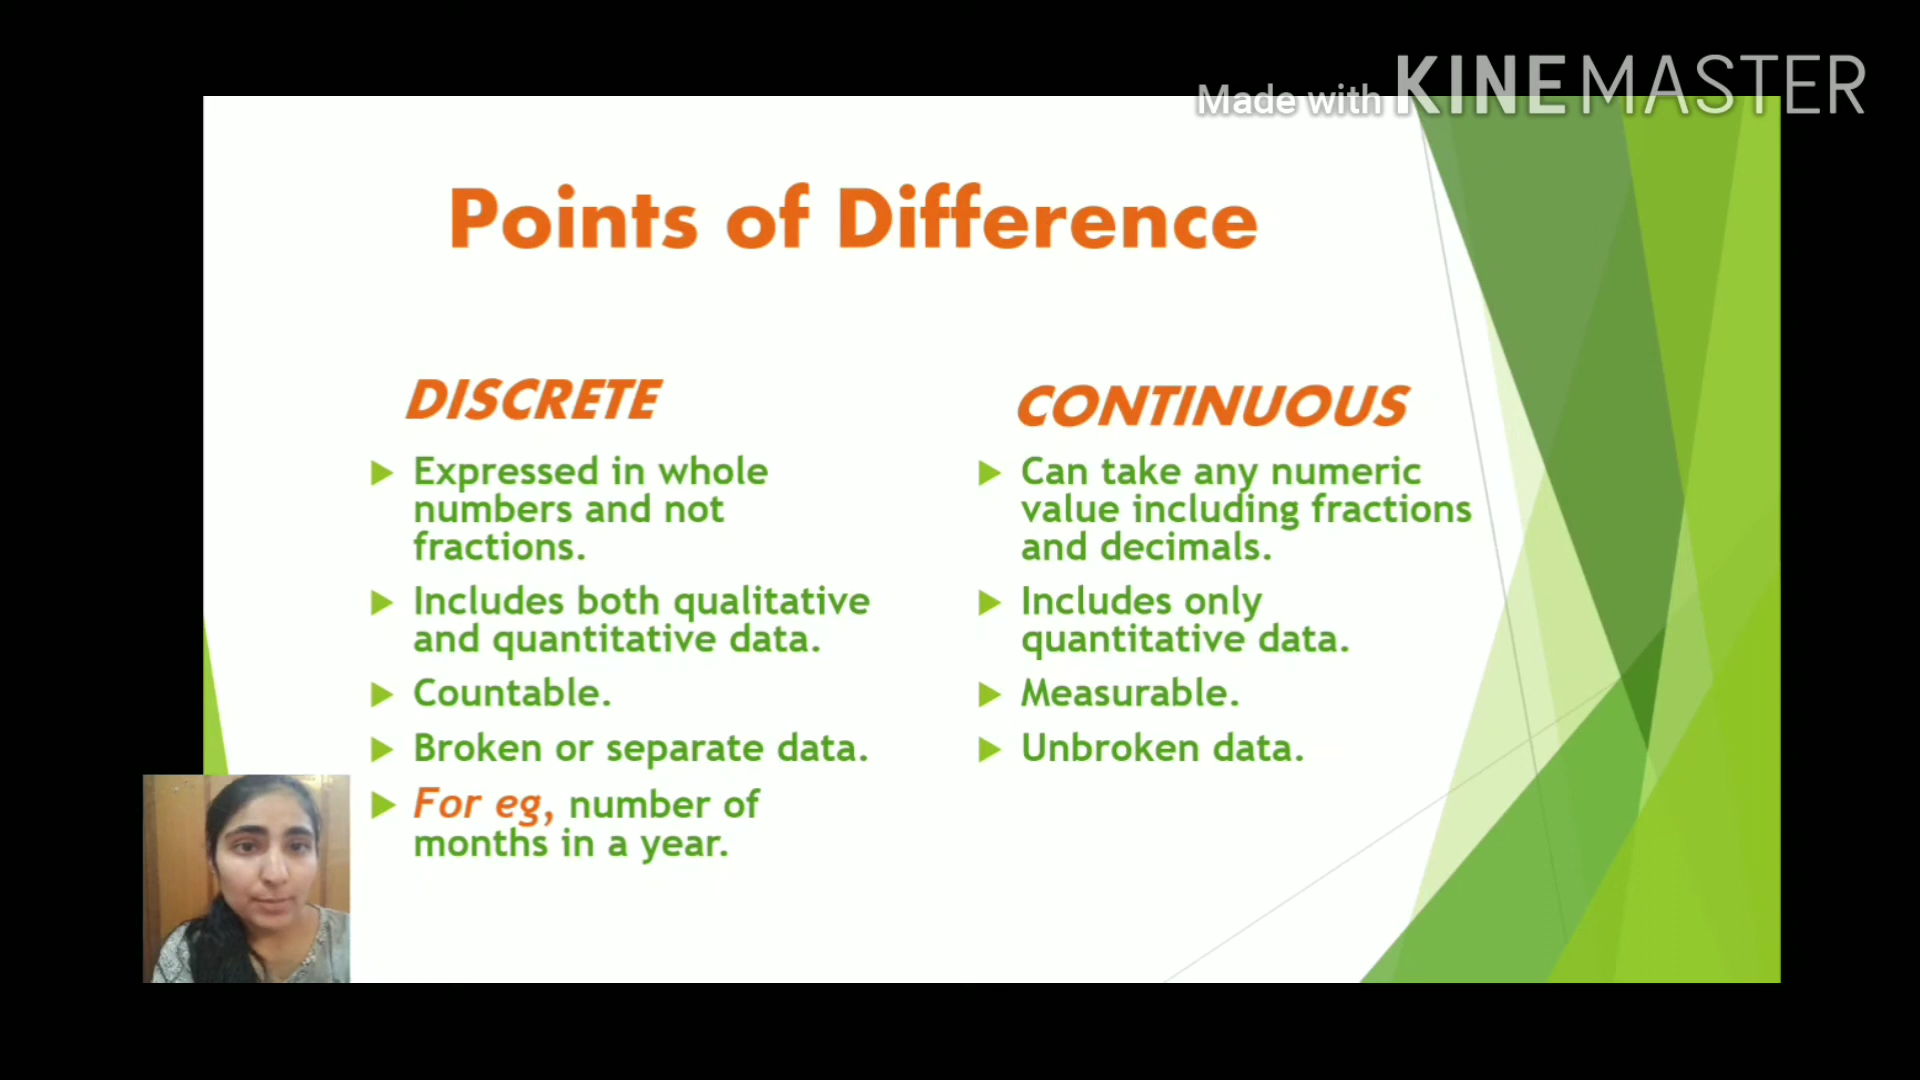 Made with KINEMASTER
Points of Difference
DISCRETE
Expressed in whole
numbers and not
fractions.
Includes both qualitative
and quantitative data.
Countable.
Broken or separate data.
For eg, number of
months in a year.
CONTINUOUS
Can take any numeric
value including fractions
and decimals.
Includes only
quantitative data.
Measurable.
Unbroken data.